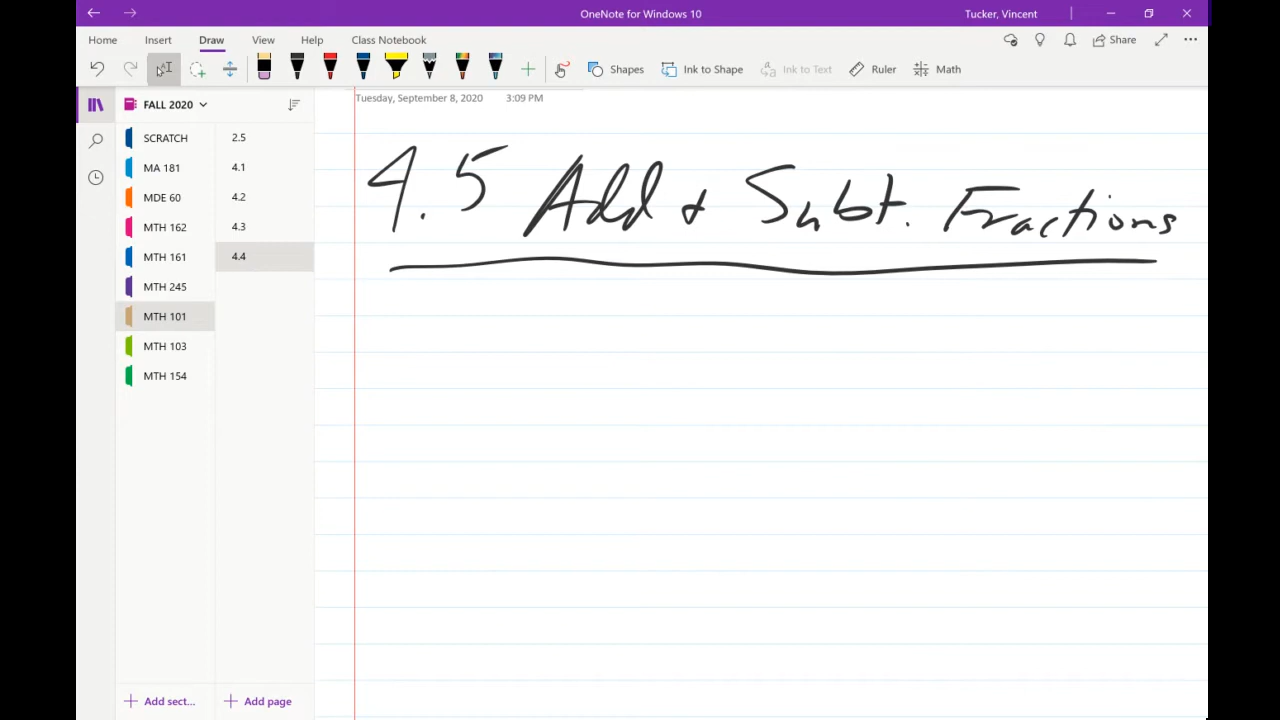 OneNote for Windows 10
Tucker, Vincent
Home Insert Draw View Help Class Notebook
Share
Shapes Ink to Shape Ink to Text Ruler Math
FALL 2020
SCRATCH
MA 181
MDE 60
MTH 162
MTH 161
MTH 245
MTH 101
MTH 103
MTH 154
Add sect...
2.5
4.1
4.2
4.3
4.4
Add page
Tuesday, September 8, 2020 3:09 PM
4.5 Add & Subt. Fractions